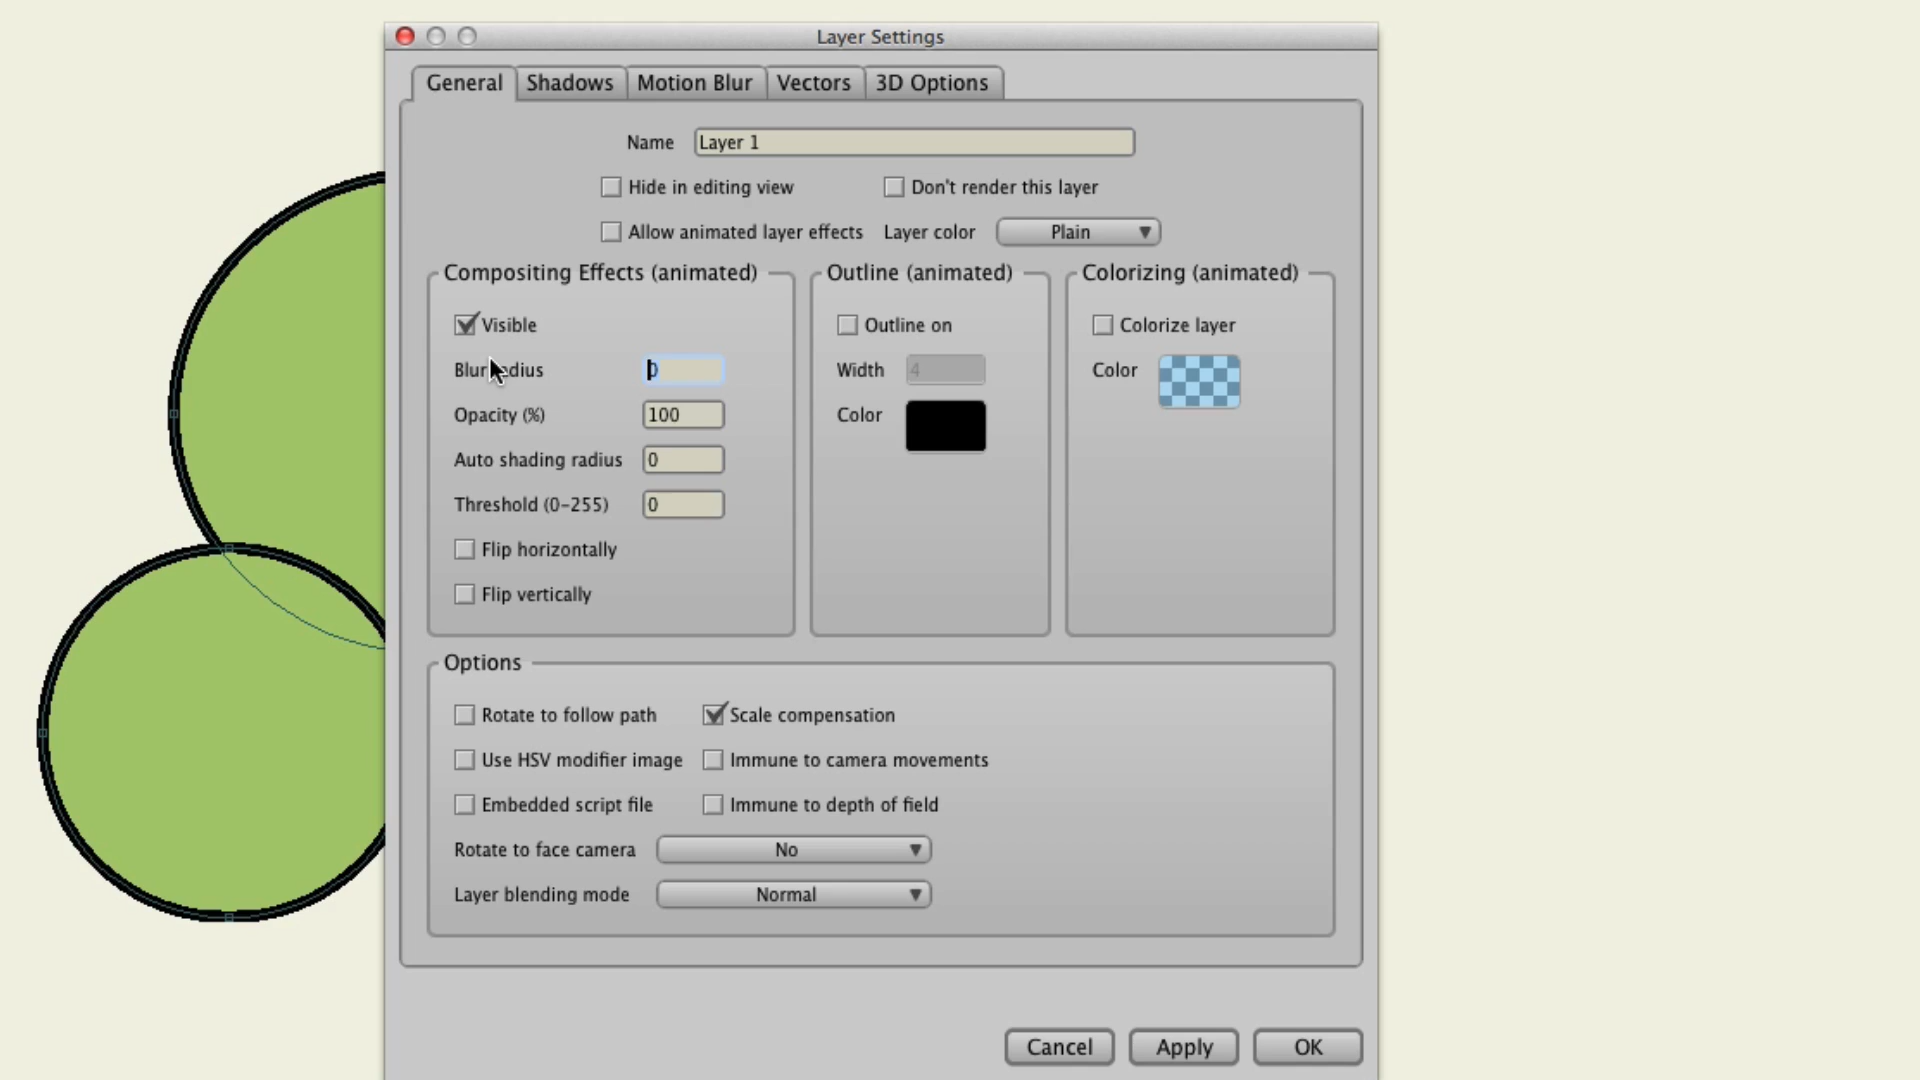 Layer Settings
General Shadows Motion Blur Vectors 3D Options
Name Layer 1
Hide in editing view Don't render this layer
Allow animated layer effects Layer color Plain
Compositing Effects (animated) Outline (animated) Colorizing (animated)
Visible Outline on Colorize layer
Blur radius 0 Width 4 Color
Opacity (%) 100 Color
Auto shading radius 0
Threshold (0-255) 0
Flip horizontally
Flip vertically
Options
Rotate to follow path Scale compensation
Use HSV modifier image Immune to camera movements
Embedded script file Immune to depth of field
Rotate to face camera No
Layer blending mode Normal
Cancel Apply OK